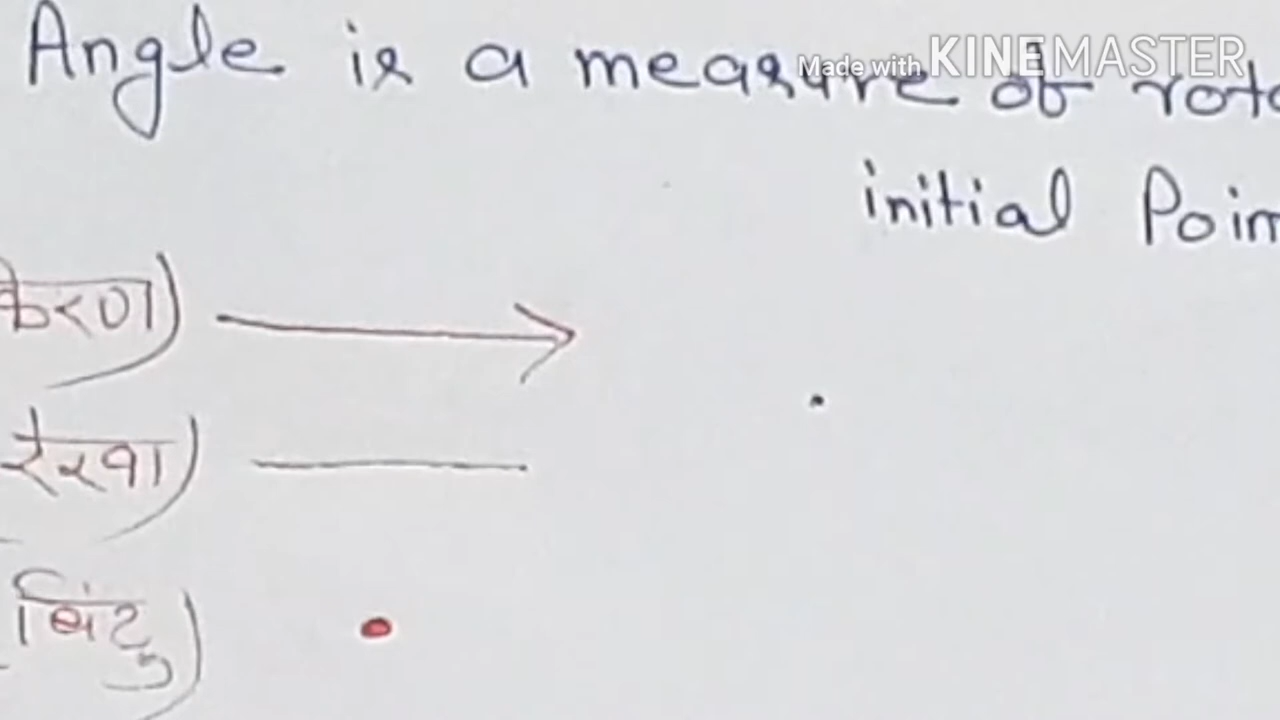 Angle is a measure of rota
Made with KINEMASTER
initial Poin
किरण)
रेखा)
बिंदु)